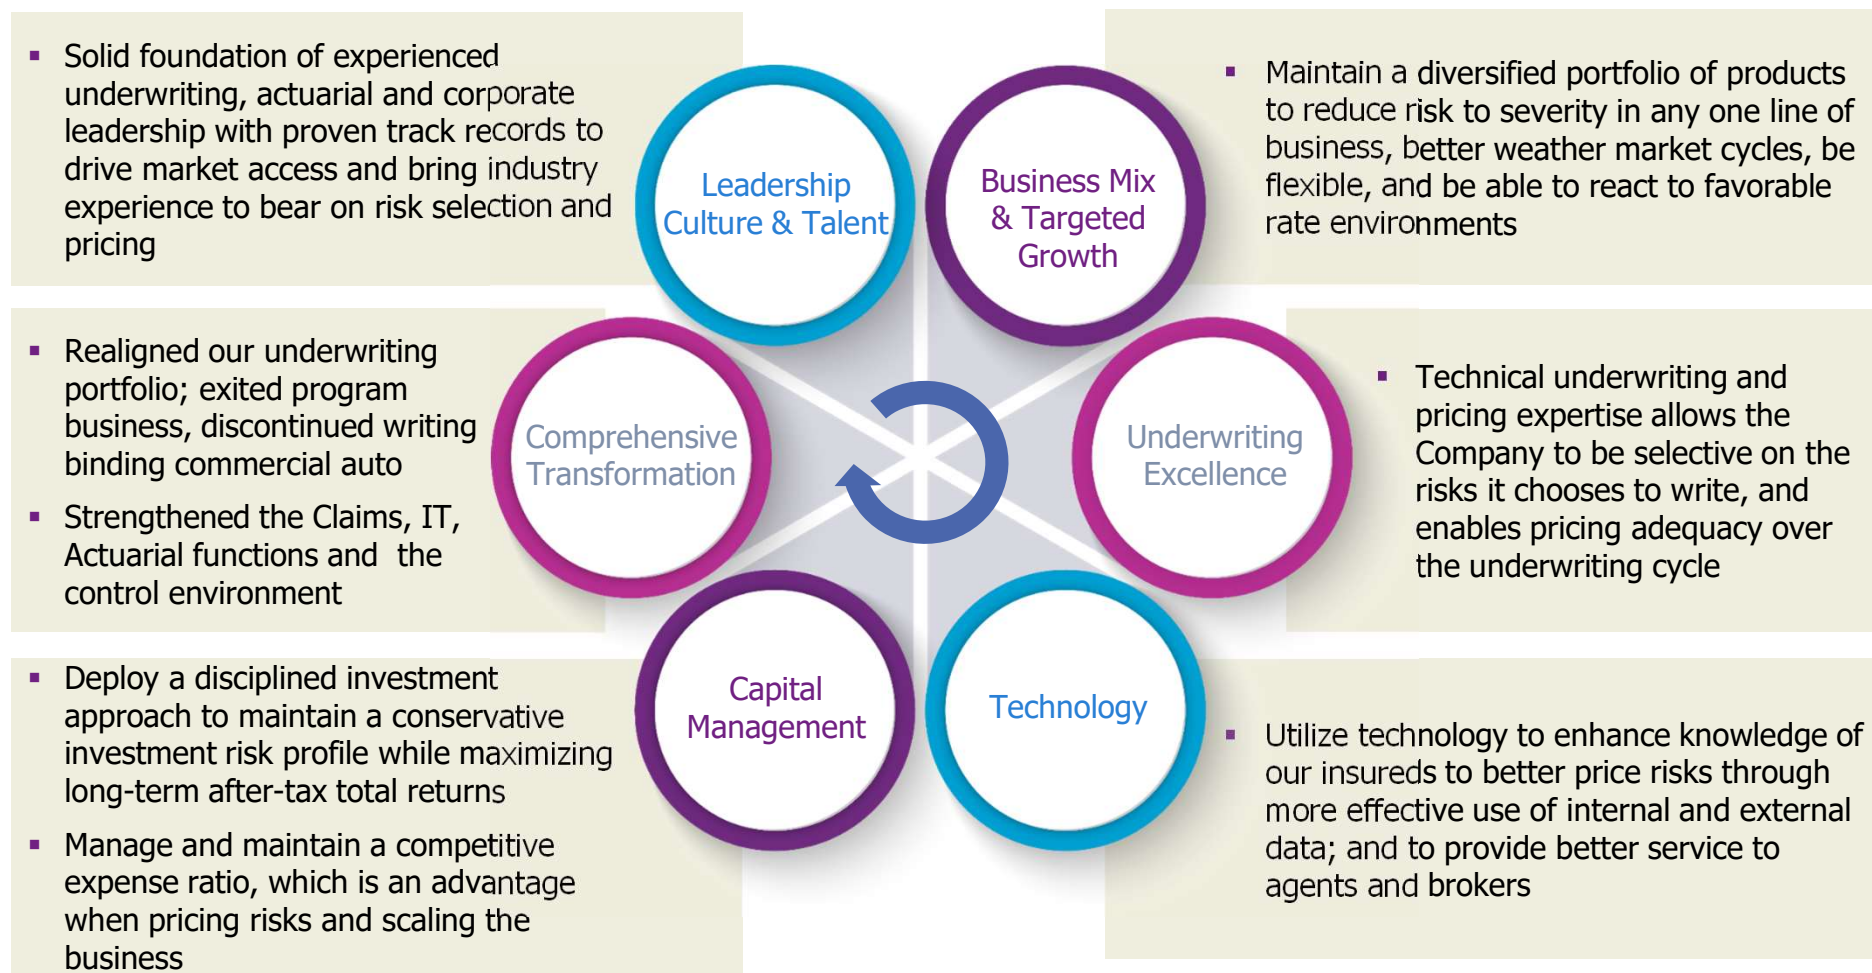 ▪ Solid foundation of experienced
underwriting, actuarial and corporate
leadership with proven track records to
drive market access and bring industry
experience to bear on risk selection and
pricing
Leadership
Culture & Talent
Business Mix
& Targeted
Growth
▪ Maintain a diversified portfolio of products
to reduce risk to severity in any one line of
business, better weather market cycles, be
flexible, and be able to react to favorable
rate environments
▪ Realigned our underwriting
portfolio; exited program
business, discontinued writing
binding commercial auto
▪ Strengthened the Claims, IT,
Actuarial functions and the
control environment
Comprehensive
Transformation
Underwriting
Excellence
▪ Technical underwriting and
pricing expertise allows the
Company to be selective on the
risks it chooses to write, and
enables pricing adequacy over
the underwriting cycle
▪ Deploy a disciplined investment
approach to maintain a conservative
investment risk profile while maximizing
long-term after-tax total returns
▪ Manage and maintain a competitive
expense ratio, which is an advantage
when pricing risks and scaling the
business
Capital
Management
Technology
▪ Utilize technology to enhance knowledge of
our insureds to better price risks through
more effective use of internal and external
data; and to provide better service to
agents and brokers